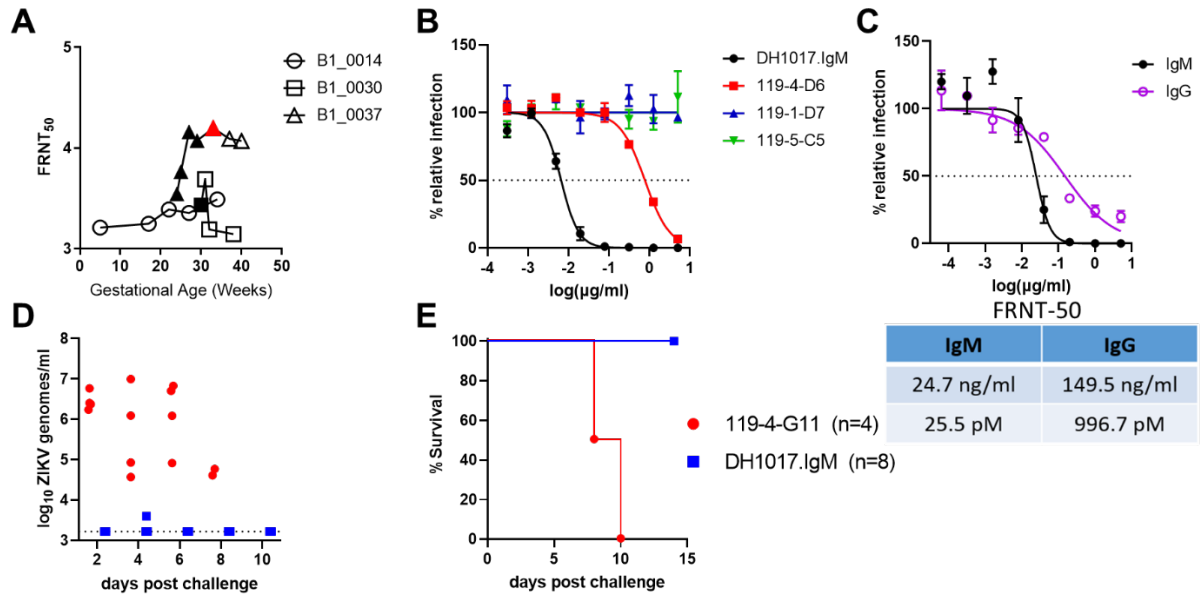 A
FRNT50
5
4
3
0 10 20 30 40 50
Gestational Age (Weeks)
B1_0014
B1_0030
B1_0037
B
% relative infection
150
100
50
0
-4 -3 -2 -1 0 1
log(µg/ml)
DH1017.IgM
119-4-D6
119-1-D7
119-5-C5
C
% relative infection
150
100
50
0
-4 -3 -2 -1 0 1
log(µg/ml)
IgM
IgG
FRNT-50
IgM IgG
24.7 ng/ml 149.5 ng/ml
25.5 pM 996.7 pM
D
log10 ZIKV genomes/ml
8
7
6
5
4
3
2 4 6 8 10
days post challenge
E
% Survival
100
80
60
40
20
0
0 5 10 15
days post challenge
119-4-G11 (n=4)
DH1017.IgM (n=8)